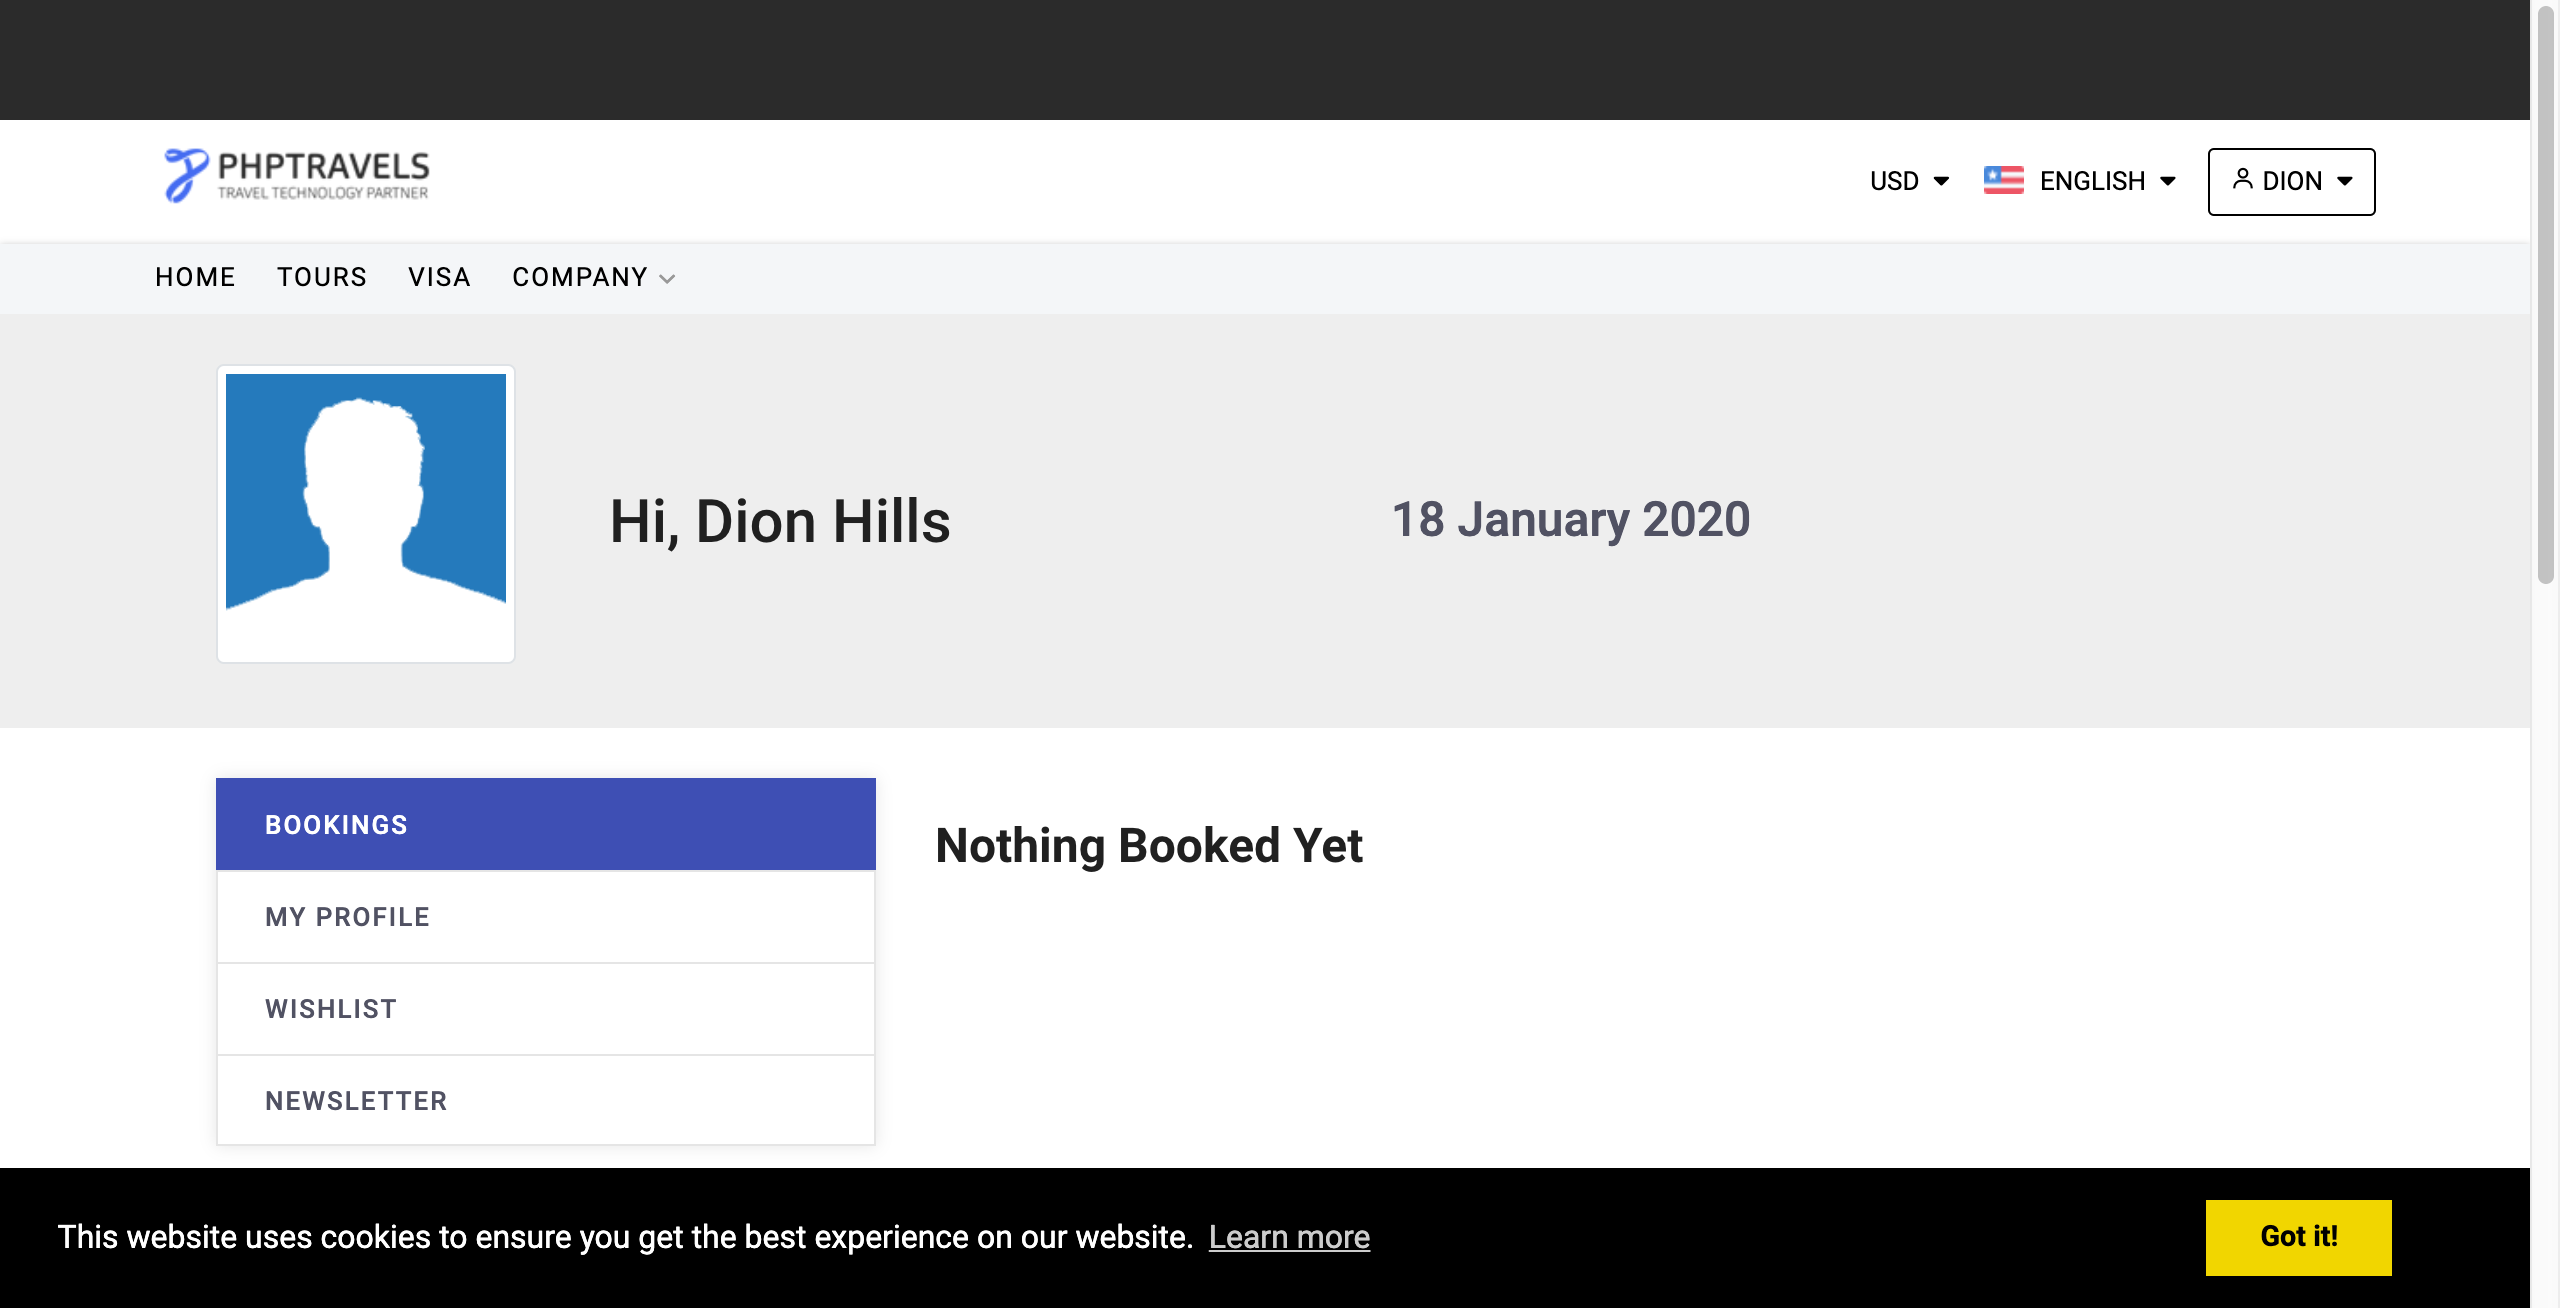 PHPTRAVELS
TRAVEL TECHNOLOGY PARTNER
USD
ENGLISH
DION
HOME TOURS VISA COMPANY
Hi, Dion Hills
18 January 2020
BOOKINGS
MY PROFILE
WISHLIST
NEWSLETTER
Nothing Booked Yet
This website uses cookies to ensure you get the best experience on our website. Learn more
Got it!